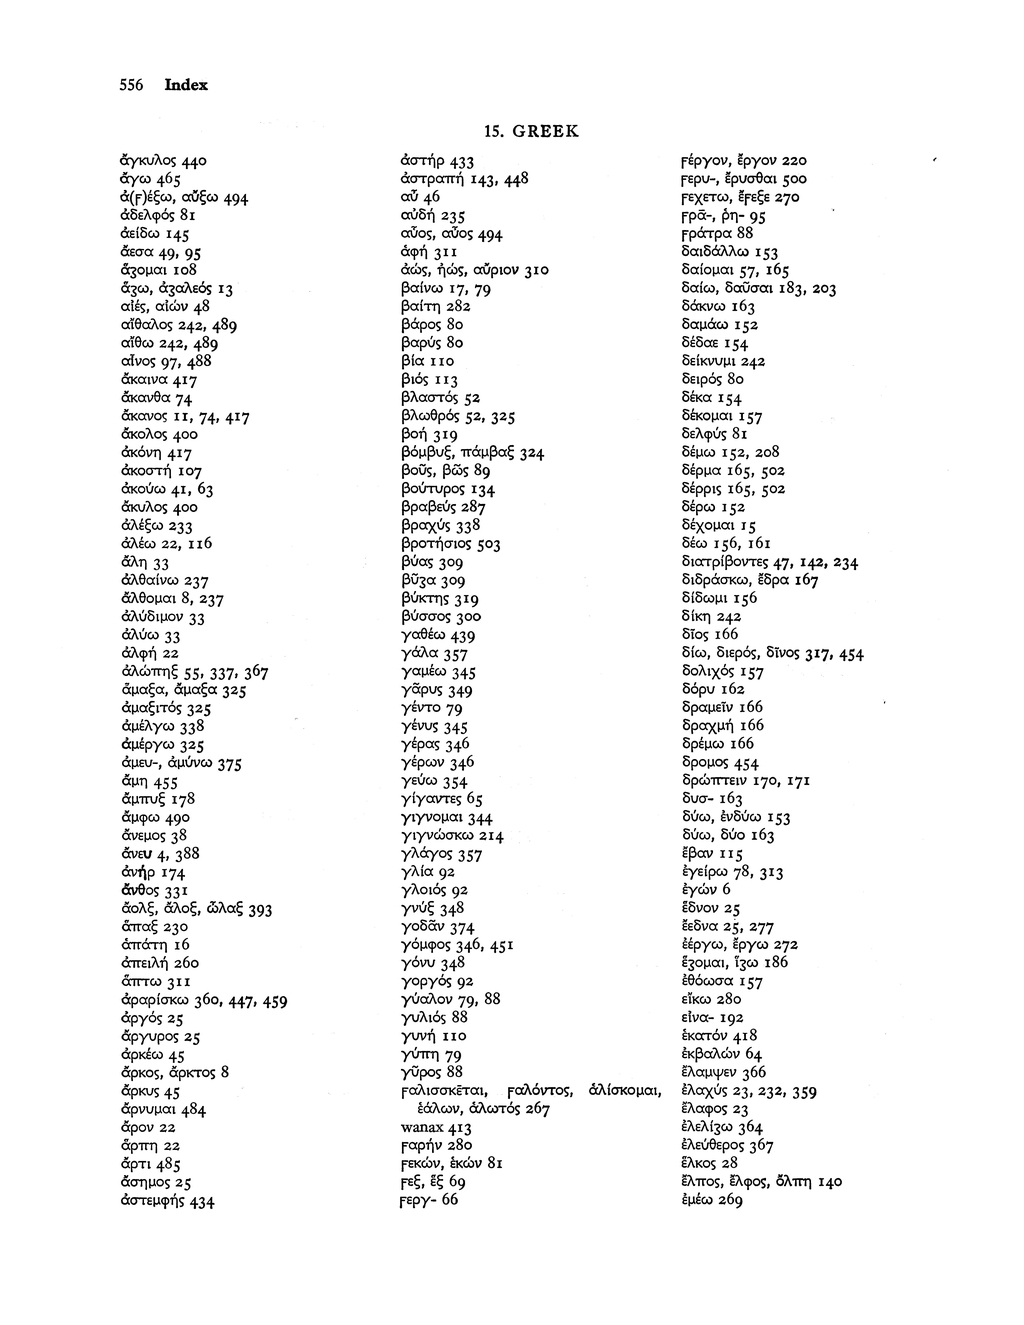 556 Index
15. GREEK
ἄγκυλος 440
ἄγω 465
ἀ(ϝ)έξω, αὔξω 494
ἀδελφός 81
ἀείδω 145
ἄεσα 49, 95
ἅζομαι 108
ἄζω, ἀζαλεός 13
αἰές, αἰών 48
αἴθαλος 242, 489
αἴθω 242, 489
αἶνος 97, 488
ἄκαινα 417
ἄκανθα 74
ἄκανος 11, 74, 417
ἄκολος 400
ἀκόνη 417
ἀκοστή 107
ἀκούω 41, 63
ἄκυλος 400
ἀλέξω 233
ἀλέω 22, 116
ἄλη 33
ἀλθαίνω 237
ἄλθομαι 8, 237
ἀλύδιμον 33
ἀλύω 33
ἀλφή 22
ἀλώπηξ 55, 337, 367
ἅμαξα, ἄμαξα 325
ἁμαξιτός 325
ἀμέλγω 338
ἀμέργω 325
ἀμευ-, ἀμύνω 375
ἄμη 455
ἄμπυξ 178
ἄμφω 490
ἄνεμος 38
ἄνευ 4, 388
ἀνήρ 174
ἄνθος 331
ἄολξ, ἄλοξ, ὦλαξ 393
ἅπαξ 230
ἀπάτη 16
ἀπειλή 260
ἅπτω 311
ἀραρίσκω 360, 447, 459
ἀργός 25
ἄργυρος 25
ἀρκέω 45
ἄρκος, ἄρκτος 8
ἄρκυς 45
ἄρνυμαι 484
ἄρον 22
ἅρπη 22
ἄρτι 485
ἄσημος 25
ἀστεμφής 434
ἀστήρ 433
ἀστραπή 143, 448
αὖ 46
αὐδή 235
αὖος, αὗος 494
ἁφή 311
ἀώς, ἠώς, αὔριον 310
βαίνω 17, 79
βαίτη 282
βάρος 80
βαρύς 80
βία 110
βιός 113
βλαστός 52
βλωθρός 52, 325
βοή 319
βόμβυξ, πάμβαξ 324
βοῦς, βῶς 89
βούτυρος 134
βραβεύς 287
βραχύς 338
βροτήσιος 503
βύας 309
βῦζα 309
βύκτης 319
βύσσος 300
γαθέω 439
γάλα 357
γαμέω 345
γᾶρυς 349
γέντο 79
γένυς 345
γέρας 346
γέρων 346
γεύω 354
γίγαντες 65
γιγνομαι 344
γιγνώσκω 214
γλάγος 357
γλία 92
γλοιός 92
γνύξ 348
γοδᾶν 374
γόμφος 346, 451
γόνυ 348
γοργός 92
γύαλον 79, 88
γυλιός 88
γυνή 110
γύπη 79
γῦρος 88
ϝαλισσκῆται, ϝαλόντος, ἁλίσκομαι,
ἑάλων, ἁλωτός 267
wanax 413
ϝαρήν 280
ϝεκών, ἑκών 81
ϝεξ, ἕξ 69
ϝεργ- 66
ϝέργον, ἔργον 220
ϝερυ-, ἔρυσθαι 500
ϝεχετω, ἔϝεξε 270
ϝρᾶ-, ῥη- 95
ϝράτρα 88
δαιδάλλω 153
δαίομαι 57, 165
δαίω, δαῦσαι 183, 203
δάκνω 163
δαμάω 152
δέδαε 154
δείκνυμι 242
δειρός 80
δέκα 154
δέκομαι 157
δελφύς 81
δέμω 152, 208
δέρμα 165, 502
δέρρις 165, 502
δέρω 152
δέχομαι 15
δέω 156, 161
διατρίβοντες 47, 142, 234
διδράσκω, ἔδρα 167
δίδωμι 156
δίκη 242
δῖος 166
δίω, διερός, δῖνος 317, 454
δολιχός 157
δόρυ 162
δραμεῖν 166
δραχμή 166
δρέμω 166
δρομος 454
δρώπτειν 170, 171
δυσ- 163
δύω, ἐνδύω 153
δύω, δύο 163
ἔβαν 115
ἐγείρω 78, 313
ἐγών 6
ἕδνον 25
ἔεδνα 25, 277
ἐέργω, ἔργω 272
ἕζομαι, ἵζω 186
ἐθόωσα 157
εἴκω 280
εἰνα- 192
ἑκατόν 418
ἐκβαλών 64
ἔλαμψεν 366
ἐλαχύς 23, 232, 359
ἔλαφος 23
ἐλελίζω 364
ἐλεύθερος 367
ἕλκος 28
ἔλπος, ἔλφος, ὄλπη 140
ἐμέω 269